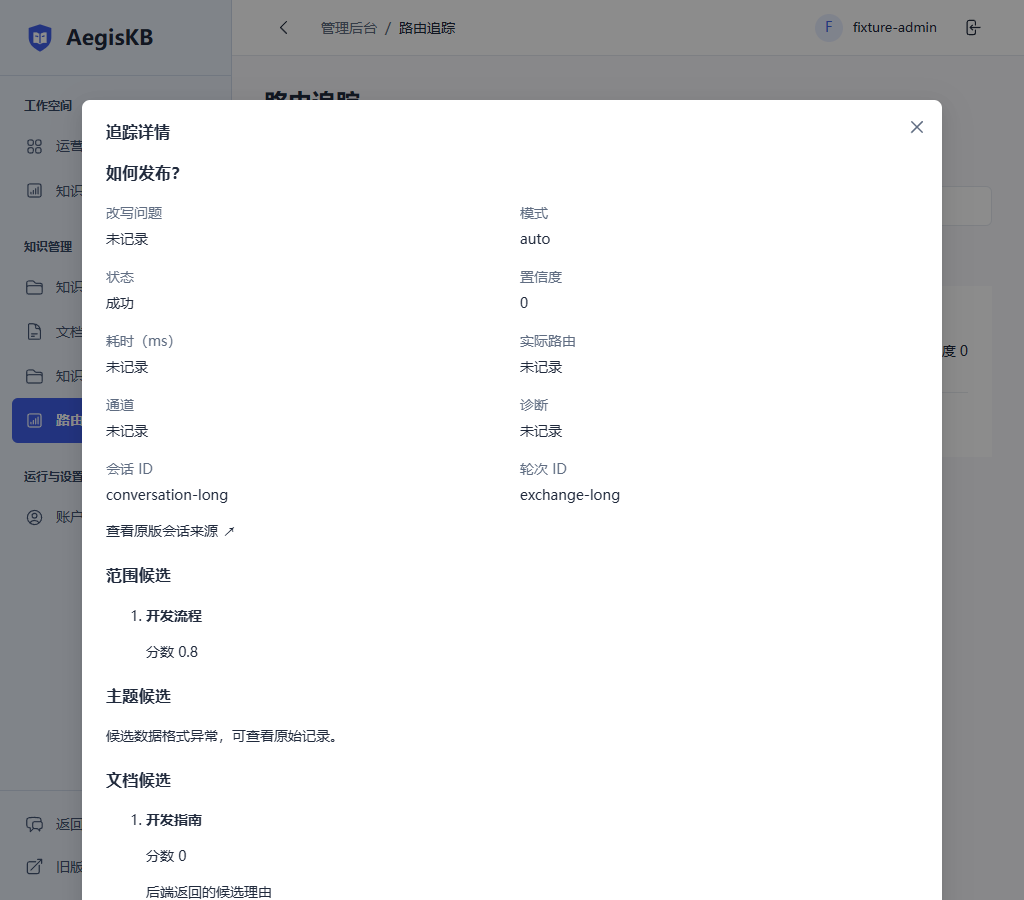 AegisKB
管理后台 / 路由追踪
F fixture-admin
工作空间
运营
知识
知识管理
知识
文档
知识
路由
运行与设置
账户
返回
旧版
路由追踪
度 0
追踪详情
如何发布?
改写问题
未记录
模式
auto
状态
成功
置信度
0
耗时（ms）
未记录
实际路由
未记录
通道
未记录
诊断
未记录
会话 ID
conversation-long
轮次 ID
exchange-long
查看原版会话来源 ↗
范围候选
1. 开发流程
分数 0.8
主题候选
候选数据格式异常，可查看原始记录。
文档候选
1. 开发指南
分数 0
后端返回的候选理由